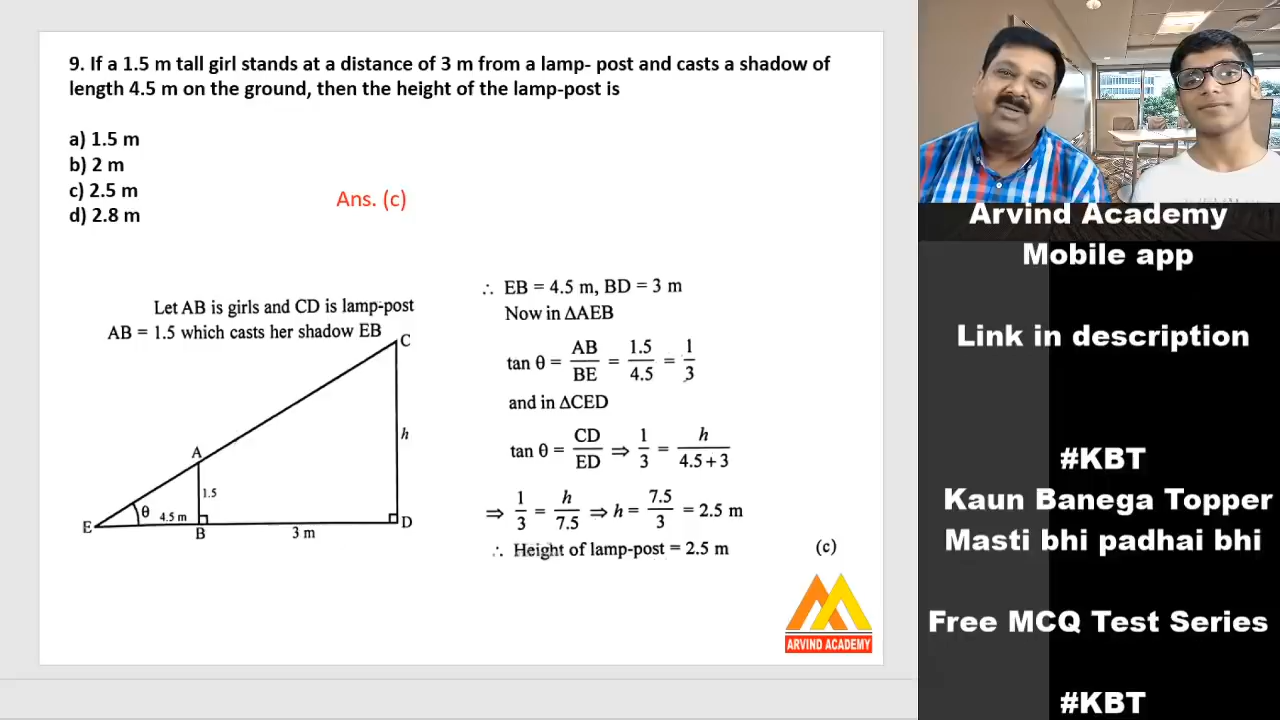 9. If a 1.5 m tall girl stands at a distance of 3 m from a lamp- post and casts a shadow of
length 4.5 m on the ground, then the height of the lamp-post is
a) 1.5 m
b) 2 m
c) 2.5 m
d) 2.8 m
Ans. (c)
Let AB is girls and CD is lamp-post
AB = 1.5 which casts her shadow EB
C
h
A
1.5
E
θ
4.5 m
B
3 m
D
∴ EB = 4.5 m, BD = 3 m
Now in ΔAEB
tan θ = AB/BE = 1.5/4.5 = 1/3
and in ΔCED
tan θ = CD/ED ⇒ 1/3 = h/4.5+3
⇒ 1/3 = h/7.5 ⇒ h = 7.5/3 = 2.5 m
∴ Height of lamp-post = 2.5 m (c)
ARVIND ACADEMY
Arvind Academy
Mobile app
Link in description
#KBT
Kaun Banega Topper
Masti bhi padhai bhi
Free MCQ Test Series
#KBT